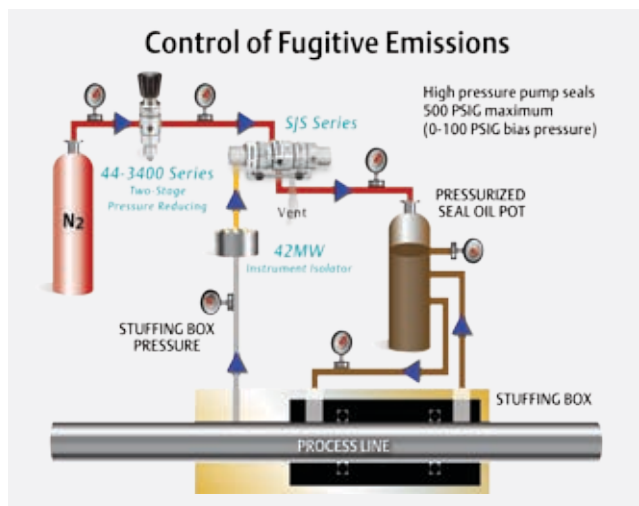 Control of Fugitive Emissions
High pressure pump seals
500 PSIG maximum
(0-100 PSIG bias pressure)
SJS Series
44-3400 Series
Two-Stage
Pressure Reducing
N2
Vent
PRESSURIZED
SEAL OIL POT
42MW
Instrument Isolator
STUFFING BOX
PRESSURE
STUFFING BOX
PROCESS LINE